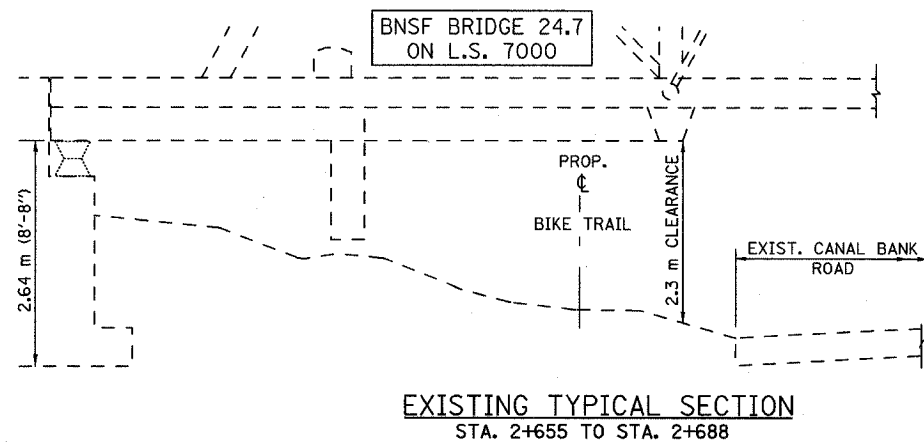 BNSF BRIDGE 24.7
ON L.S. 7000
PROP.
℄
BIKE TRAIL
2.3 m CLEARANCE
2.64 m (8'-8")
EXIST. CANAL BANK
ROAD
EXISTING TYPICAL SECTION
STA. 2+655 TO STA. 2+688